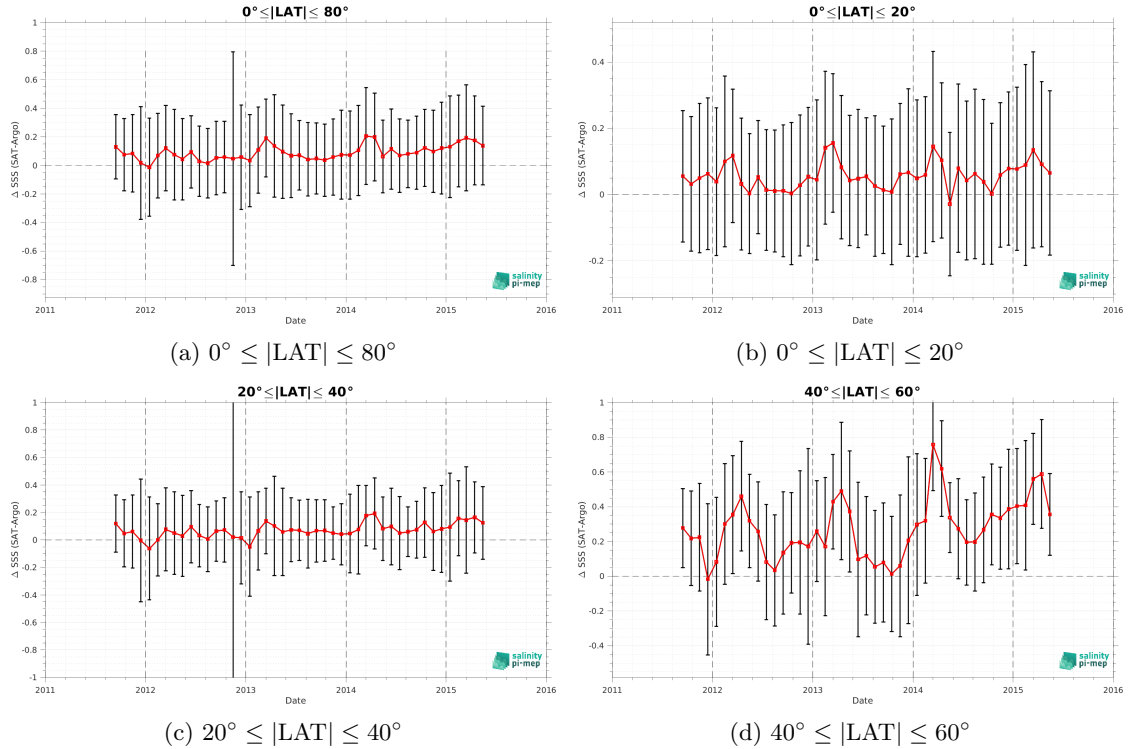 0°≤|LAT|≤ 80°
1
0.8
0.6
0.4
0.2
0
-0.2
-0.4
-0.6
-0.8
Δ SSS (SAT-Argo)
2011 2012 2013 2014 2015 2016
Date
salinity
pi-mep
(a) 0° ≤ |LAT| ≤ 80°
0°≤|LAT|≤ 20°
0.4
0.2
0
0.2
Δ SSS (SAT-Argo)
2011 2012 2013 2014 2015 2016
Date
salinity
pi-mep
(b) 0° ≤ |LAT| ≤ 20°
20°≤|LAT|≤ 40°
1
0.8
0.6
0.4
0.2
0
-0.2
-0.4
-0.6
-0.8
-1
Δ SSS (SAT-Argo)
2011 2012 2013 2014 2015 2016
Date
salinity
pi-mep
(c) 20° ≤ |LAT| ≤ 40°
40°≤|LAT|≤ 60°
1
0.8
0.6
0.4
0.2
0
0.2
-0.4
Δ SSS (SAT-Argo)
2011 2012 2013 2014 2015 2016
Date
salinity
pi-mep
(d) 40° ≤ |LAT| ≤ 60°